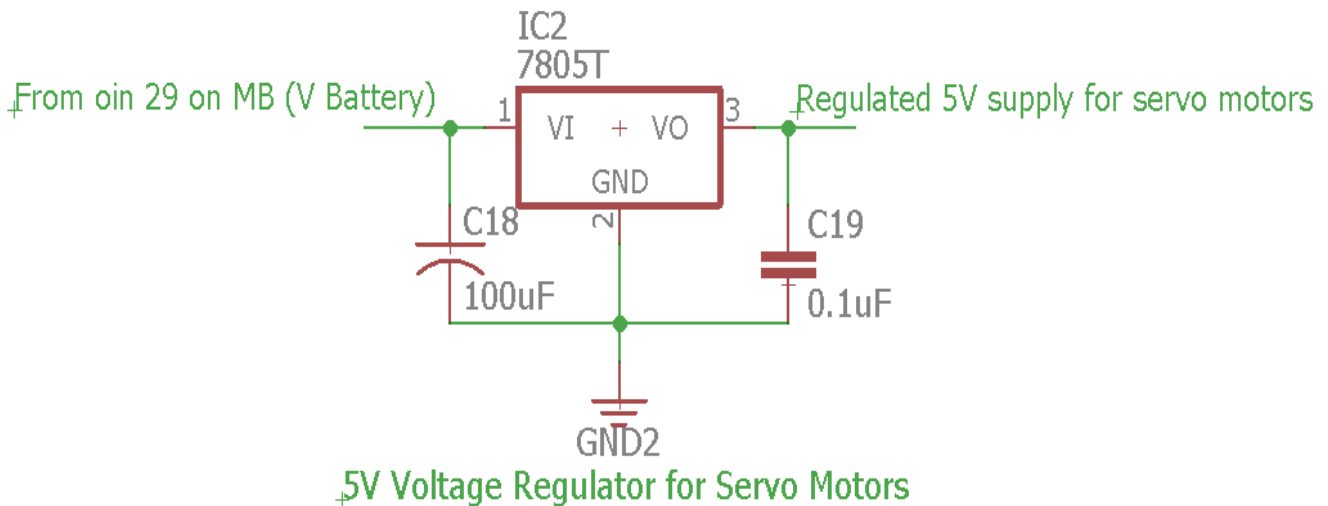 IC2
7805T
From oin 29 on MB (V Battery)
Regulated 5V supply for servo motors
1
VI
VO
3
GND
2
C18
100uF
C19
0.1uF
GND2
5V Voltage Regulator for Servo Motors